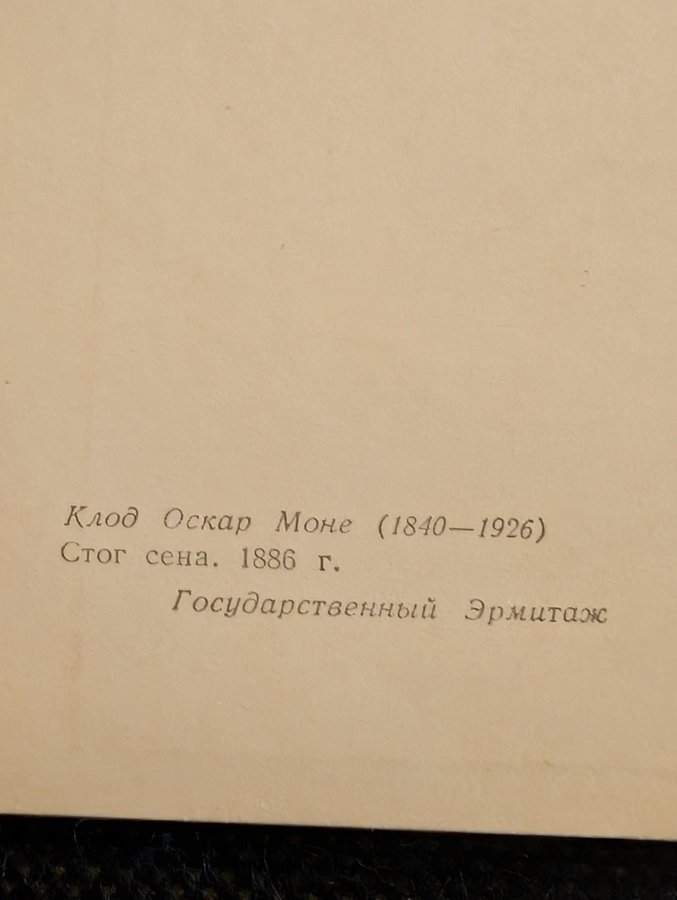 Клод Оскар Моне (1840—1926)
Стог сена. 1886 г.
Государственный Эрмитаж